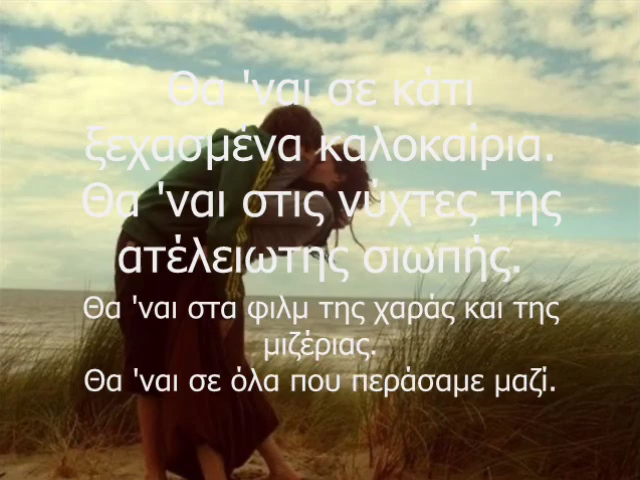 Θα 'ναι σε κάτι
ξεχασμένα καλοκαίρια.
Θα 'ναι στις νύχτες της
ατέλειωτης σιωπής.
Θα 'ναι στα φιλμ της χαράς και της
μιζέριας.
Θα 'ναι σε όλα που περάσαμε μαζί.